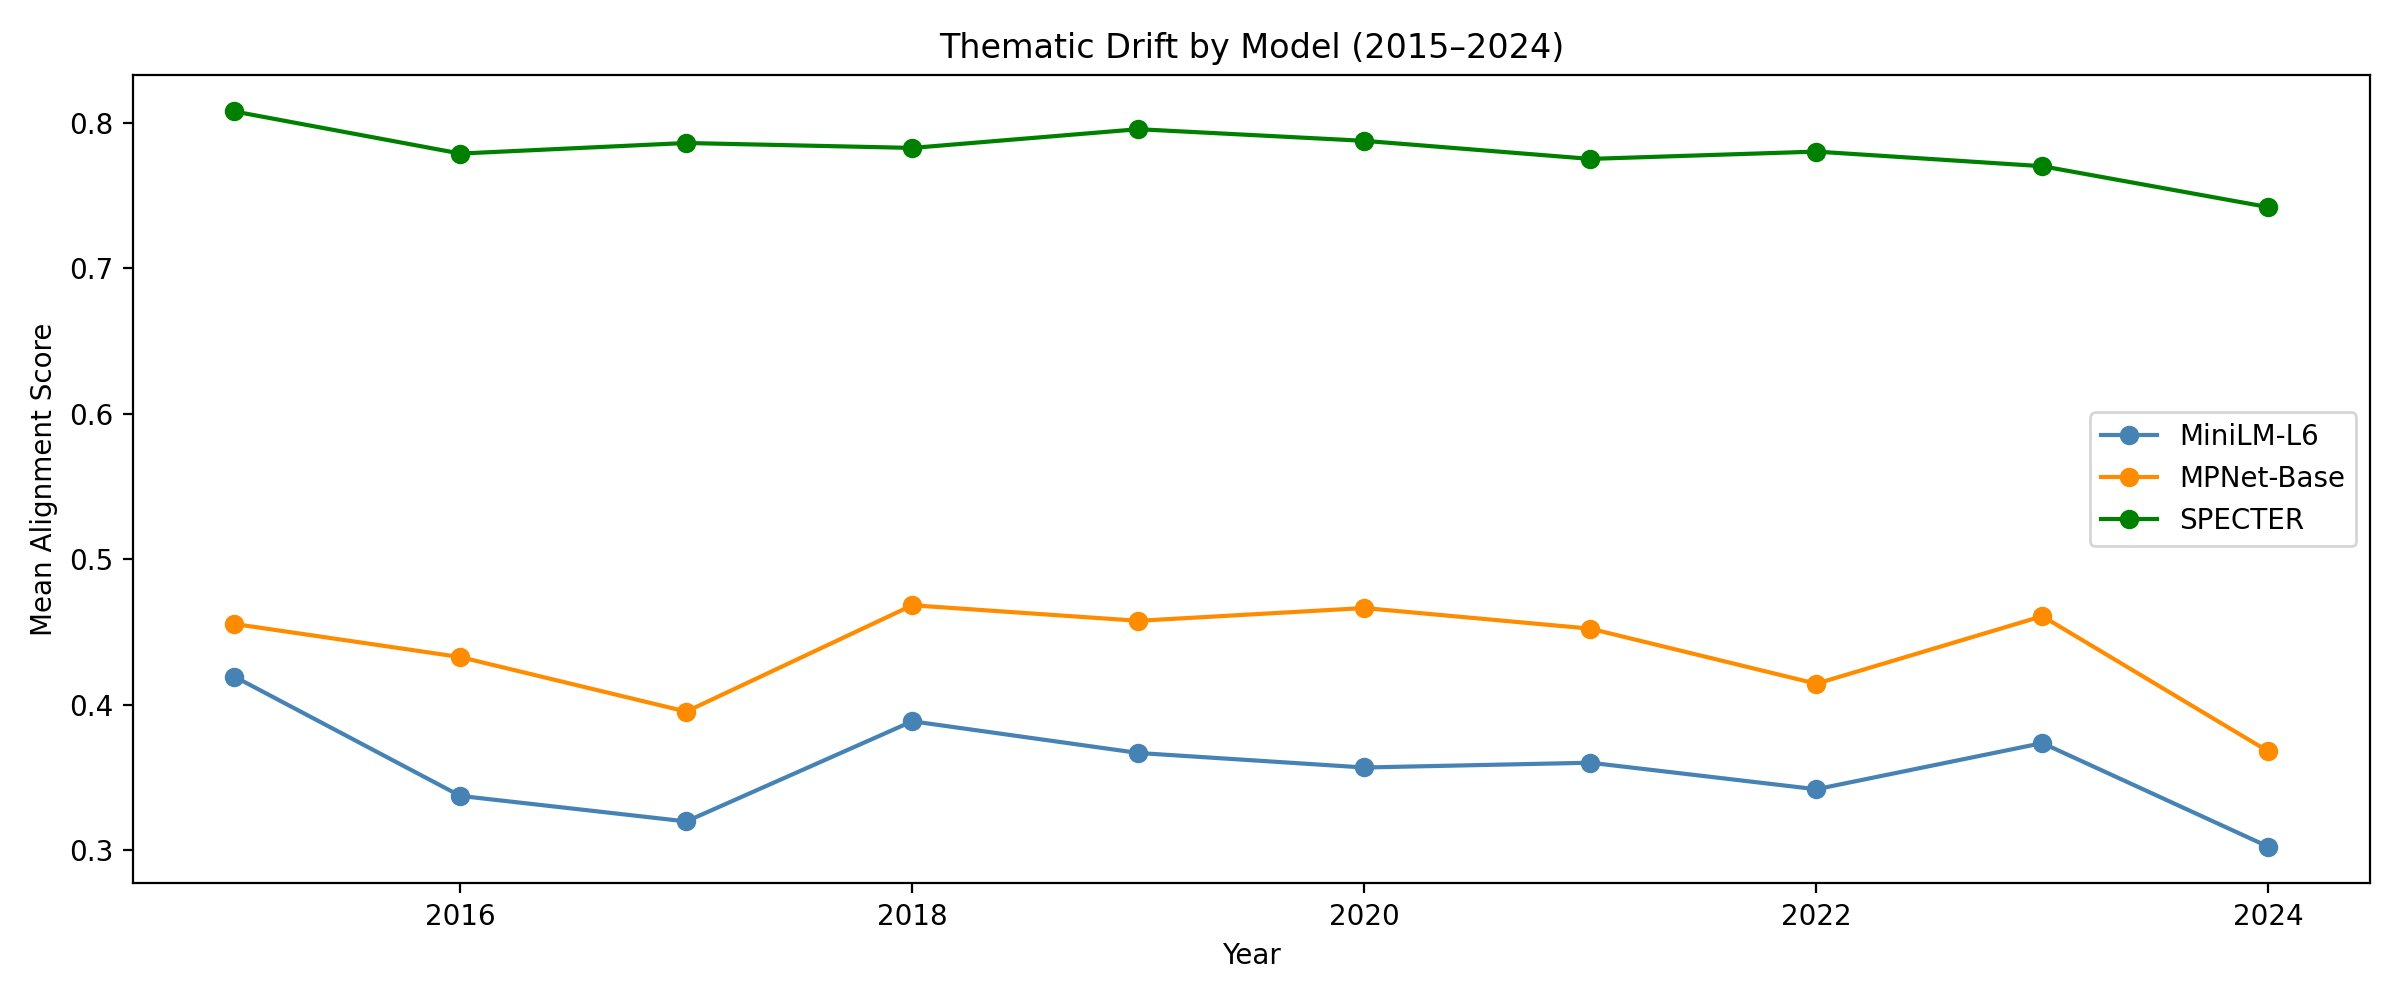 Thematic Drift by Model (2015–2024)
Mean Alignment Score
0.8
0.7
0.6
0.5
0.4
0.3
MiniLM-L6
MPNet-Base
SPECTER
2016
2018
2020
2022
2024
Year